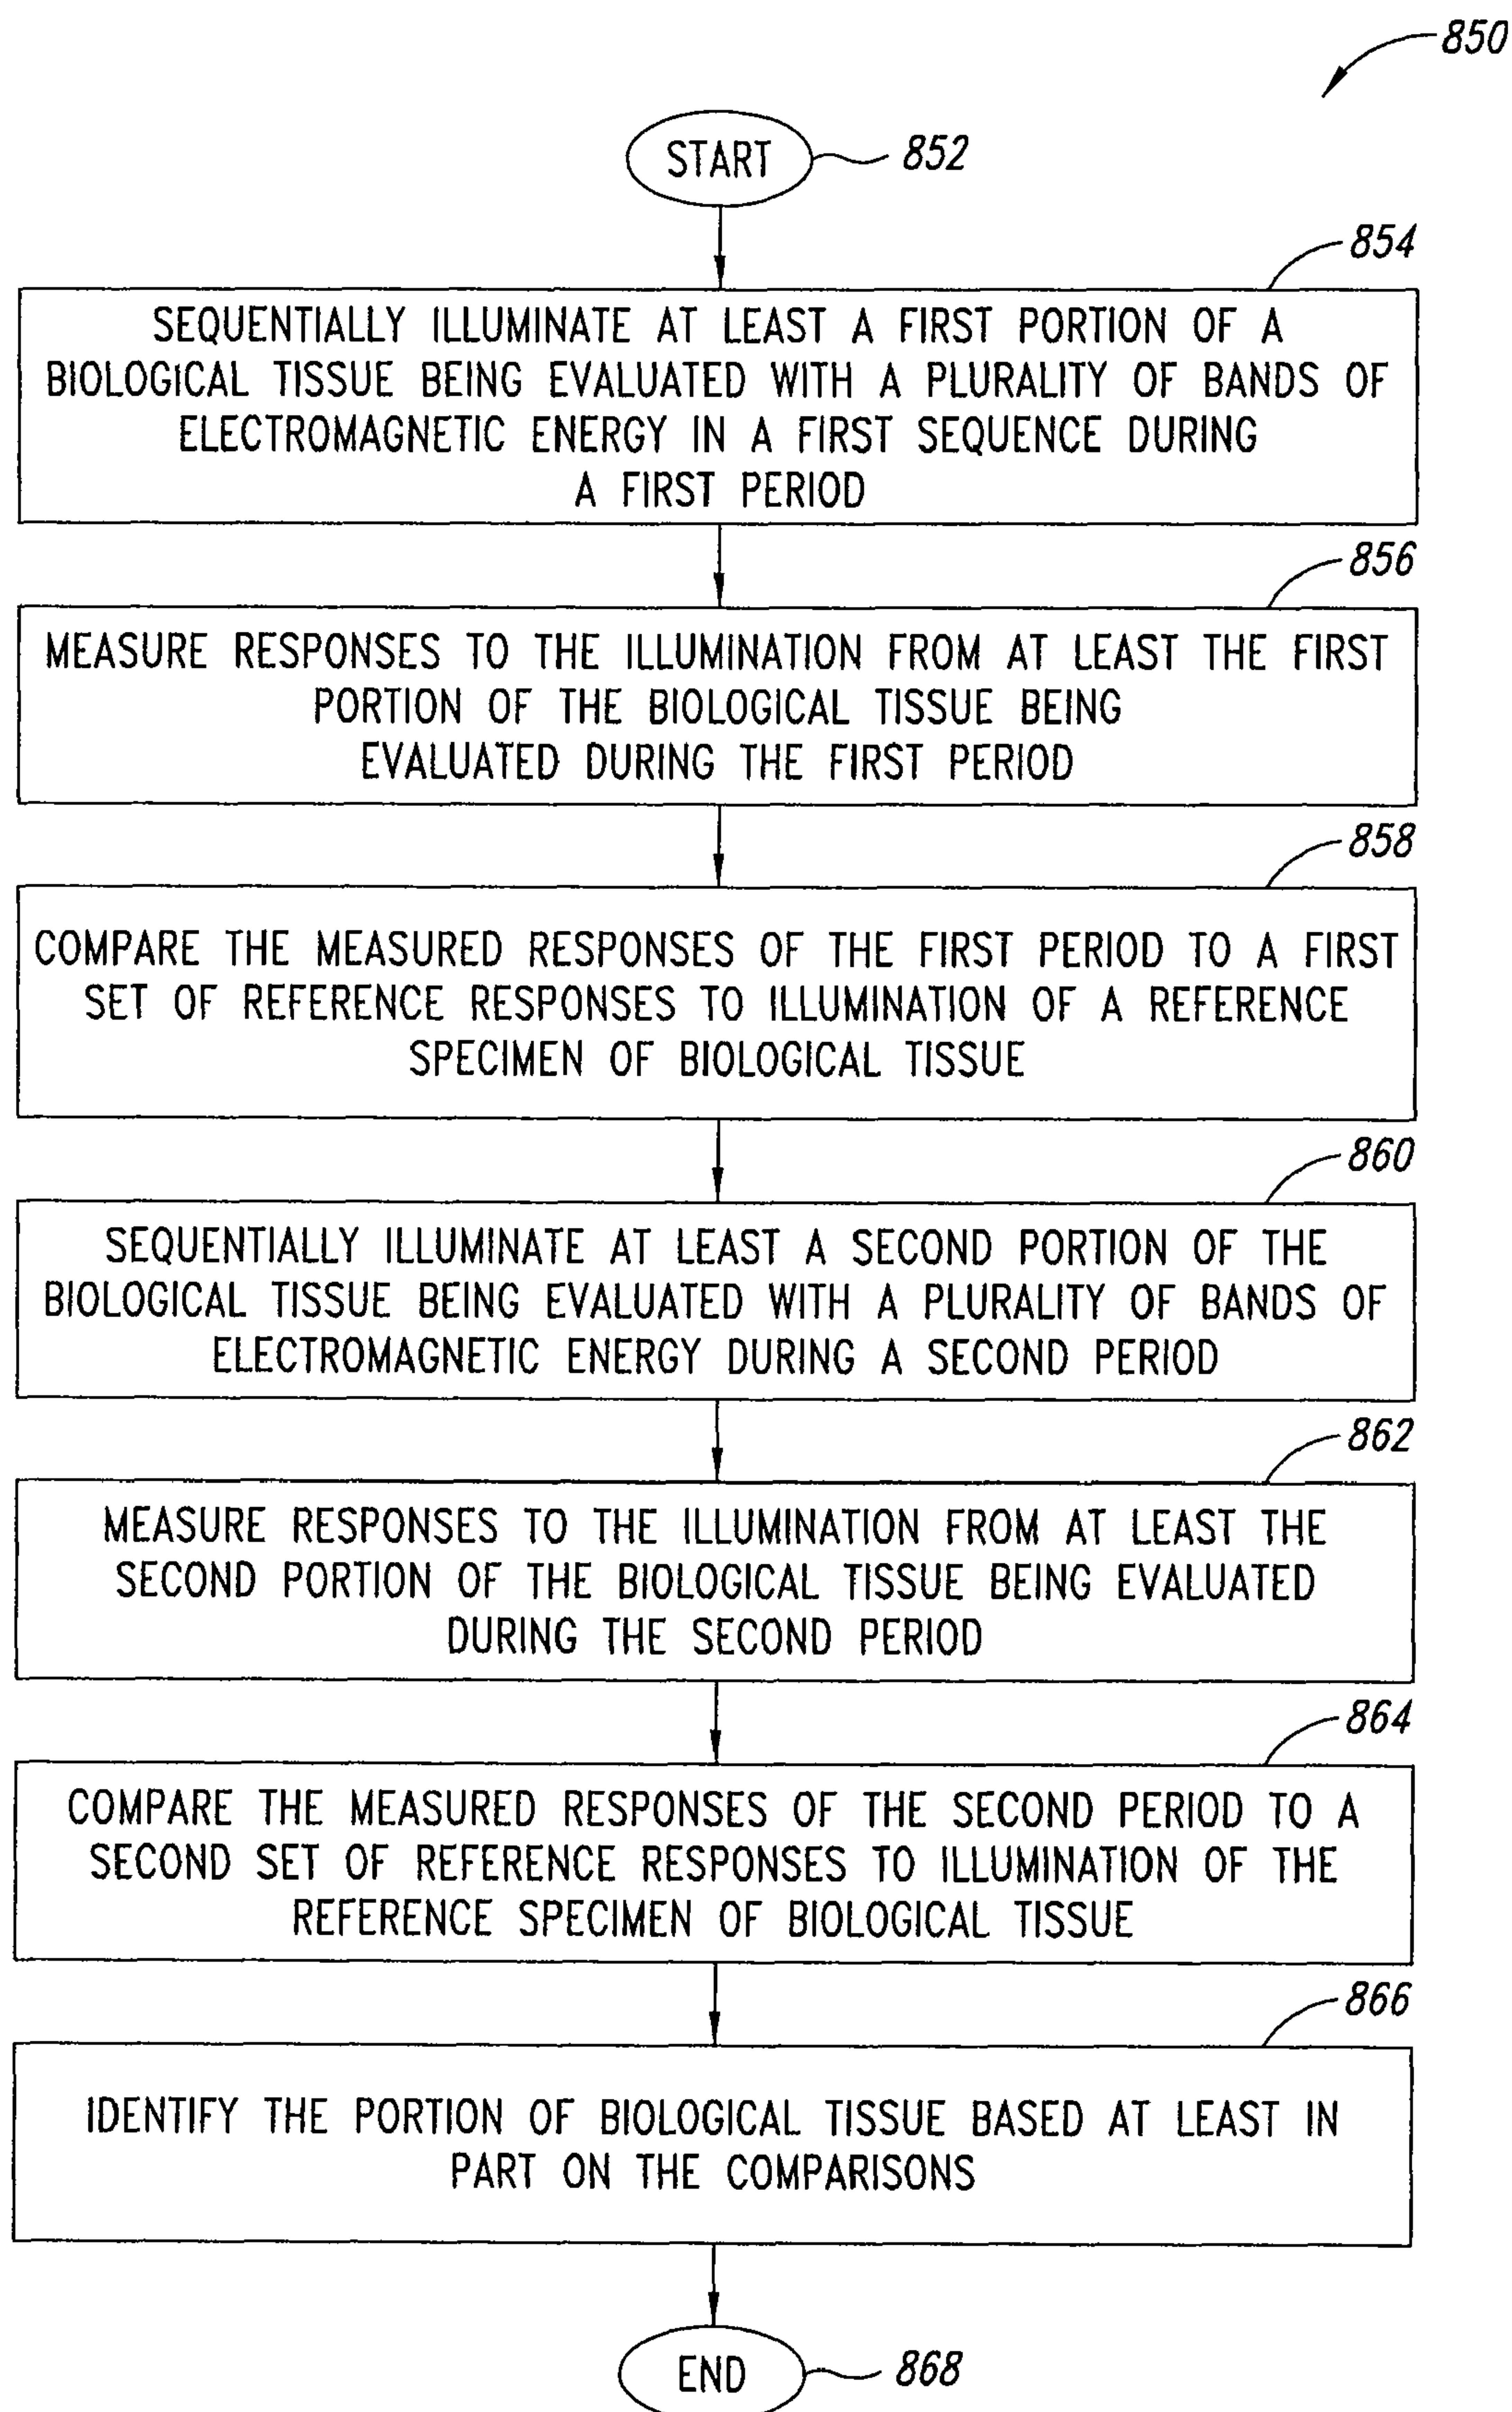 850
START
852
854
SEQUENTIALLY ILLUMINATE AT LEAST A FIRST PORTION OF A
BIOLOGICAL TISSUE BEING EVALUATED WITH A PLURALITY OF BANDS OF
ELECTROMAGNETIC ENERGY IN A FIRST SEQUENCE DURING
A FIRST PERIOD
856
MEASURE RESPONSES TO THE ILLUMINATION FROM AT LEAST THE FIRST
PORTION OF THE BIOLOGICAL TISSUE BEING
EVALUATED DURING THE FIRST PERIOD
858
COMPARE THE MEASURED RESPONSES OF THE FIRST PERIOD TO A FIRST
SET OF REFERENCE RESPONSES TO ILLUMINATION OF A REFERENCE
SPECIMEN OF BIOLOGICAL TISSUE
860
SEQUENTIALLY ILLUMINATE AT LEAST A SECOND PORTION OF THE
BIOLOGICAL TISSUE BEING EVALUATED WITH A PLURALITY OF BANDS OF
ELECTROMAGNETIC ENERGY DURING A SECOND PERIOD
862
MEASURE RESPONSES TO THE ILLUMINATION FROM AT LEAST THE
SECOND PORTION OF THE BIOLOGICAL TISSUE BEING EVALUATED
DURING THE SECOND PERIOD
864
COMPARE THE MEASURED RESPONSES OF THE SECOND PERIOD TO A
SECOND SET OF REFERENCE RESPONSES TO ILLUMINATION OF THE
REFERENCE SPECIMEN OF BIOLOGICAL TISSUE
866
IDENTIFY THE PORTION OF BIOLOGICAL TISSUE BASED AT LEAST IN
PART ON THE COMPARISONS
END
868